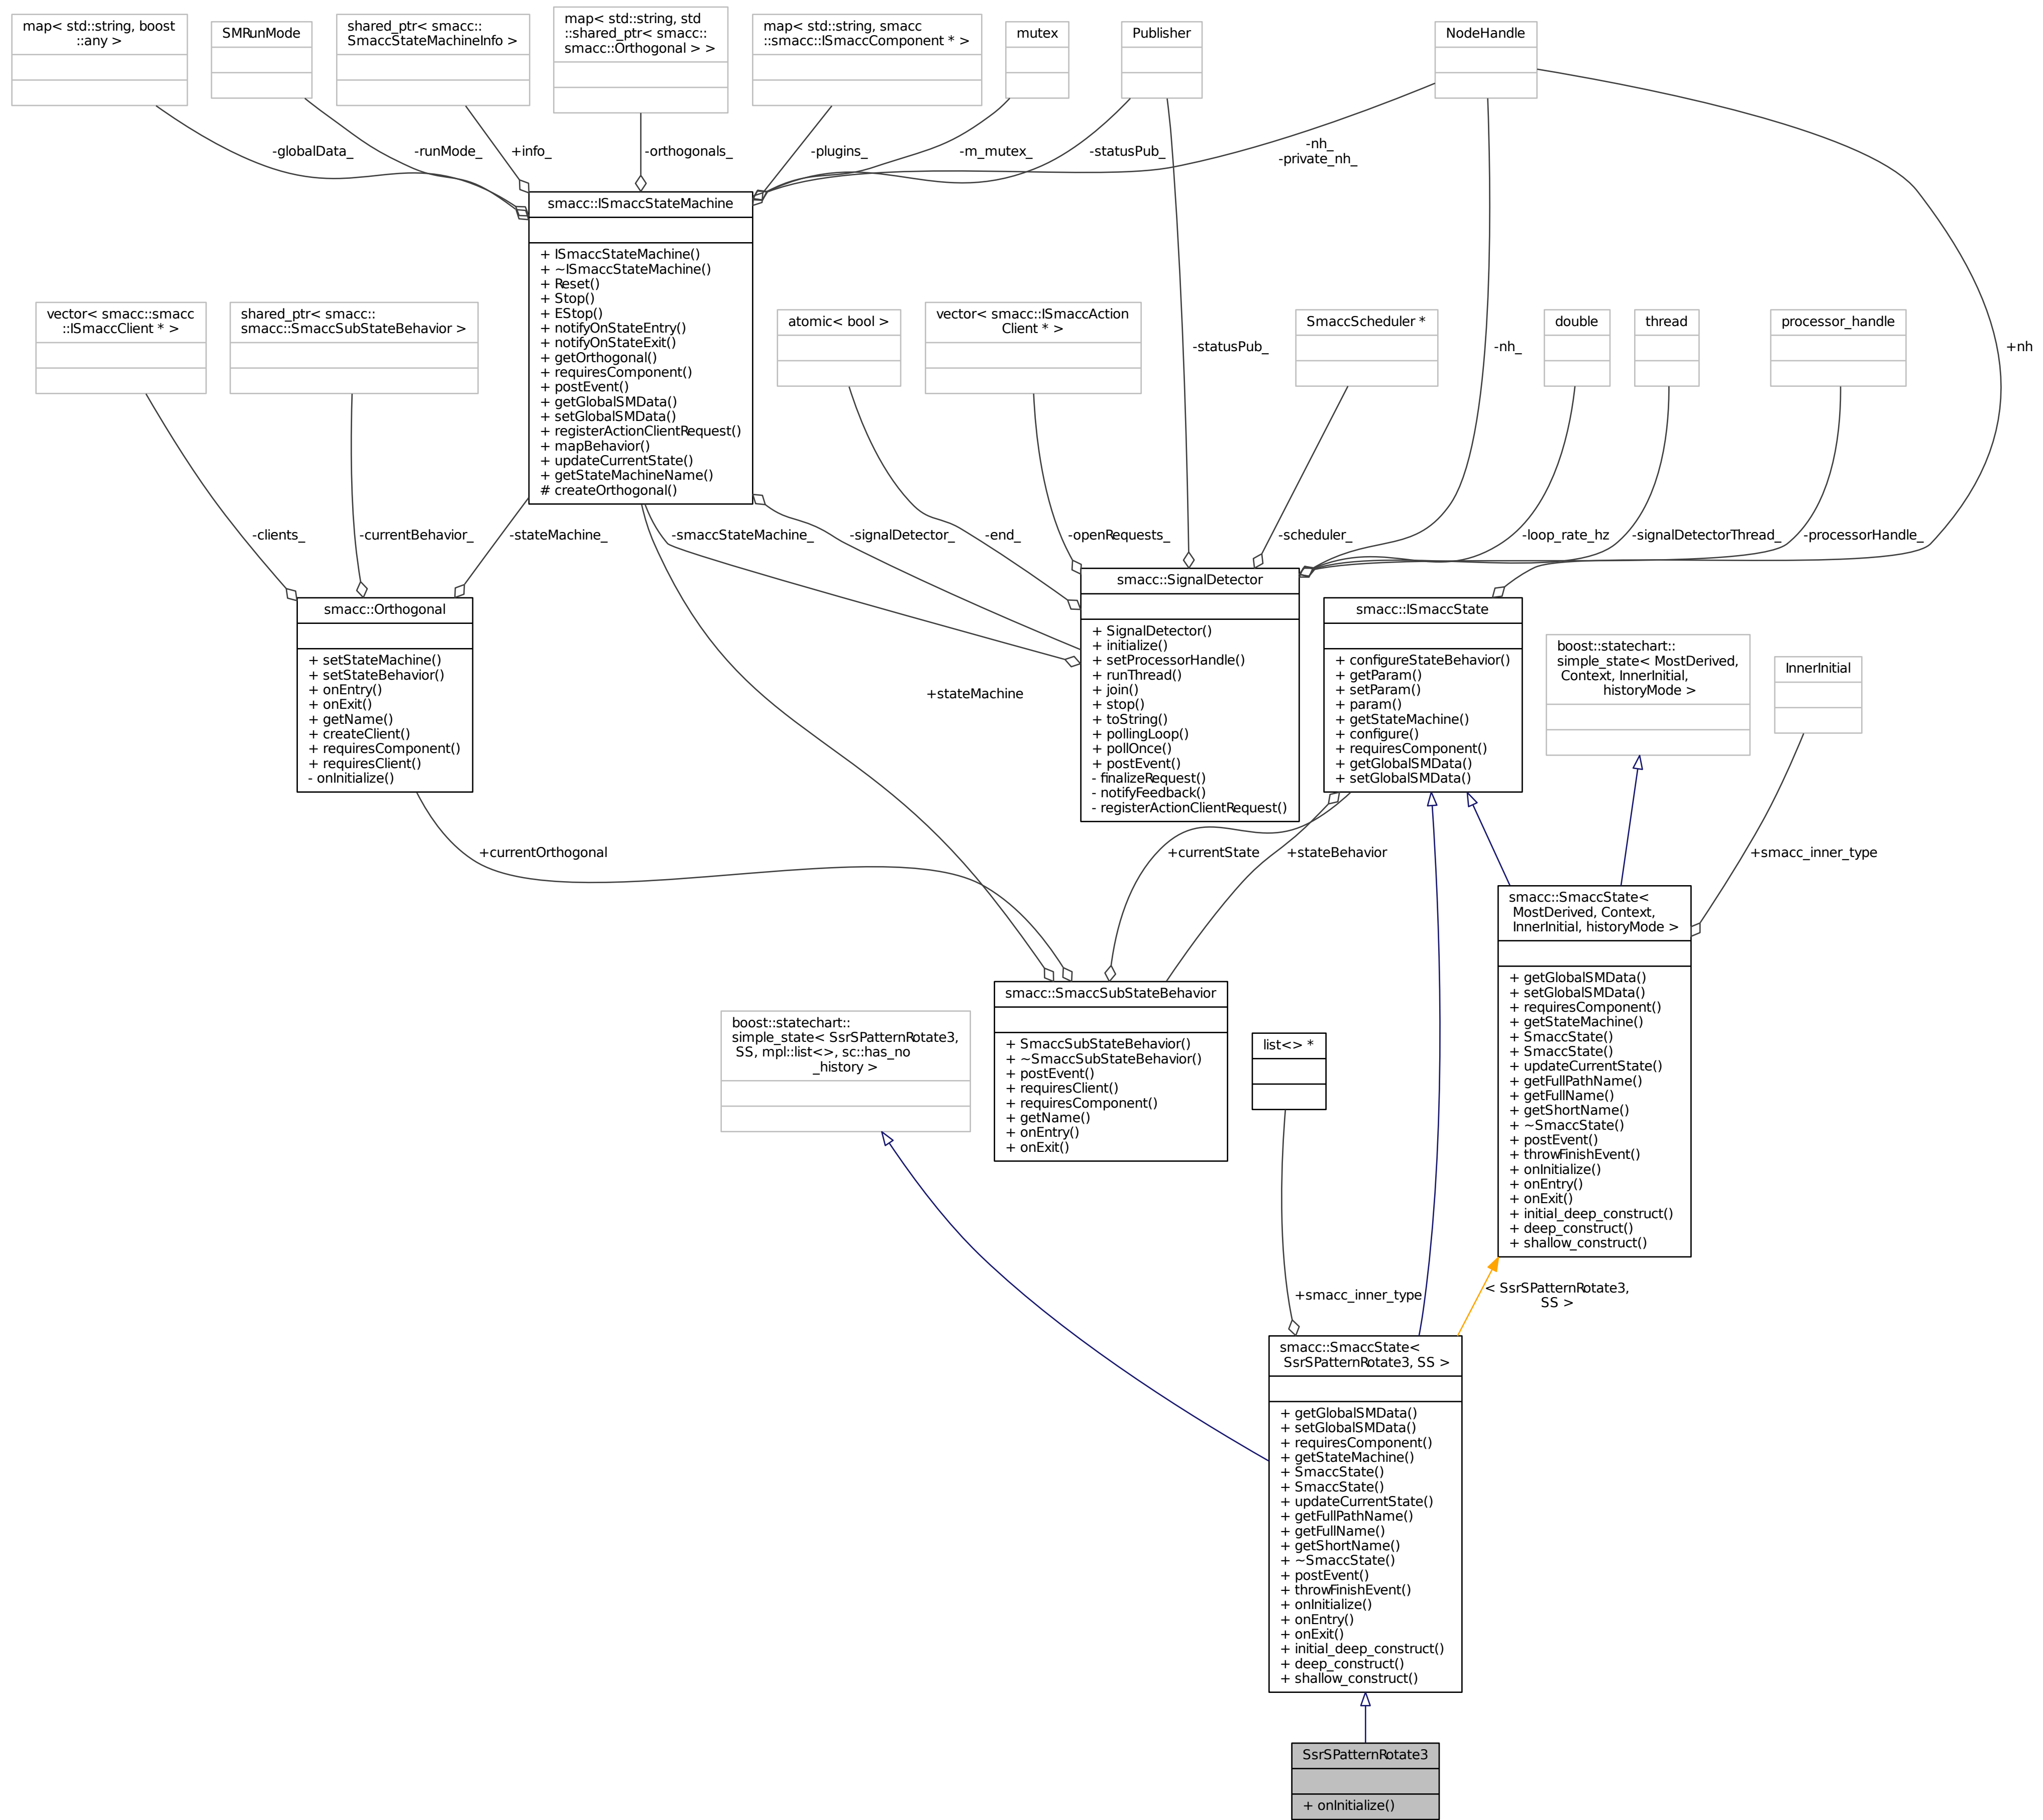 map< std::string, boost
::any >
SMRunMode
shared_ptr< smacc::
SmaccStateMachineInfo >
map< std::string, std
::shared_ptr< smacc::
smacc::Orthogonal > >
map< std::string, smacc
::smacc::ISmaccComponent * >
mutex
Publisher
NodeHandle
-globalData_
-runMode_
+info_
-orthogonals_
-plugins_
-m_mutex_
-statusPub_
-nh_
-private_nh_
smacc::ISmaccStateMachine
+ ISmaccStateMachine()
+ ~ISmaccStateMachine()
+ Reset()
+ Stop()
+ EStop()
+ notifyOnStateEntry()
+ notifyOnStateExit()
+ getOrthogonal()
+ requiresComponent()
+ postEvent()
+ getGlobalSMData()
+ setGlobalSMData()
+ registerActionClientRequest()
+ mapBehavior()
+ updateCurrentState()
+ getStateMachineName()
# createOrthogonal()
vector< smacc::smacc
::ISmaccClient * >
shared_ptr< smacc::
smacc::SmaccSubStateBehavior >
atomic< bool >
vector< smacc::ISmaccAction
Client * >
-statusPub_
SmaccScheduler *
-nh_
double
thread
processor_handle
+nh
-clients_
-currentBehavior_
-stateMachine_
-smaccStateMachine_
-signalDetector_
-end_
-openRequests_
-scheduler_
-loop_rate_hz
-signalDetectorThread_
-processorHandle_
smacc::Orthogonal
+ setStateMachine()
+ setStateBehavior()
+ onEntry()
+ onExit()
+ getName()
+ createClient()
+ requiresComponent()
+ requiresClient()
- onInitialize()
smacc::SignalDetector
+ SignalDetector()
+ initialize()
+ setProcessorHandle()
+ runThread()
+ join()
+ stop()
+ toString()
+ pollingLoop()
+ pollOnce()
+ postEvent()
- finalizeRequest()
- notifyFeedback()
- registerActionClientRequest()
smacc::ISmaccState
+ configureStateBehavior()
+ getParam()
+ setParam()
+ param()
+ getStateMachine()
+ configure()
+ requiresComponent()
+ getGlobalSMData()
+ setGlobalSMData()
boost::statechart::
simple_state< MostDerived,
Context, InnerInitial,
historyMode >
InnerInitial
+stateMachine
+currentOrthogonal
+currentState
+stateBehavior
+smacc_inner_type
smacc::SmaccState<
MostDerived, Context,
InnerInitial, historyMode >
+ getGlobalSMData()
+ setGlobalSMData()
+ requiresComponent()
+ getStateMachine()
+ SmaccState()
+ SmaccState()
+ updateCurrentState()
+ getFullPathName()
+ getFullName()
+ getShortName()
+ ~SmaccState()
+ postEvent()
+ throwFinishEvent()
+ onInitialize()
+ onEntry()
+ onExit()
+ initial_deep_construct()
+ deep_construct()
+ shallow_construct()
smacc::SmaccSubStateBehavior
+ SmaccSubStateBehavior()
+ ~SmaccSubStateBehavior()
+ postEvent()
+ requiresClient()
+ requiresComponent()
+ getName()
+ onEntry()
+ onExit()
boost::statechart::
simple_state< SsrSPatternRotate3,
SS, mpl::list<>, sc::has_no
_history >
list<> *
+smacc_inner_type
< SsrSPatternRotate3,
SS >
smacc::SmaccState<
SsrSPatternRotate3, SS >
+ getGlobalSMData()
+ setGlobalSMData()
+ requiresComponent()
+ getStateMachine()
+ SmaccState()
+ SmaccState()
+ updateCurrentState()
+ getFullPathName()
+ getFullName()
+ getShortName()
+ ~SmaccState()
+ postEvent()
+ throwFinishEvent()
+ onInitialize()
+ onEntry()
+ onExit()
+ initial_deep_construct()
+ deep_construct()
+ shallow_construct()
SsrSPatternRotate3
+ onInitialize()